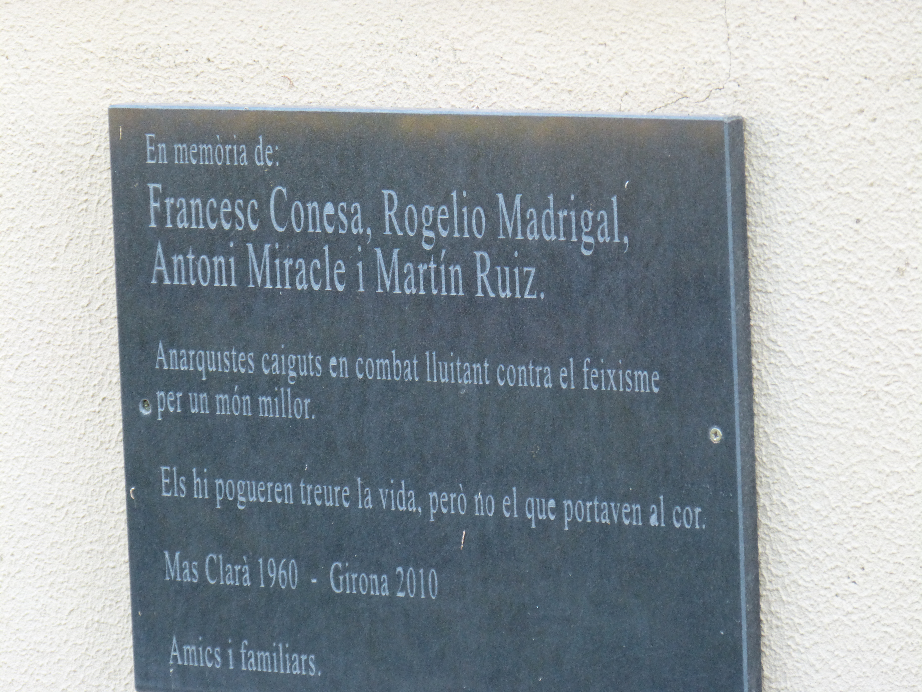 En memòria de:
Francesc Conesa, Rogelio Madrigal,
Antoni Miracle i Martín Ruiz.
Anarquistes caiguts en combat lluitant contra el feixisme
per un món millor.
Els hi pogueren treure la vida, però no el que portaven al cor.
Mas Clarà 1960 - Girona 2010
Amics i familiars.